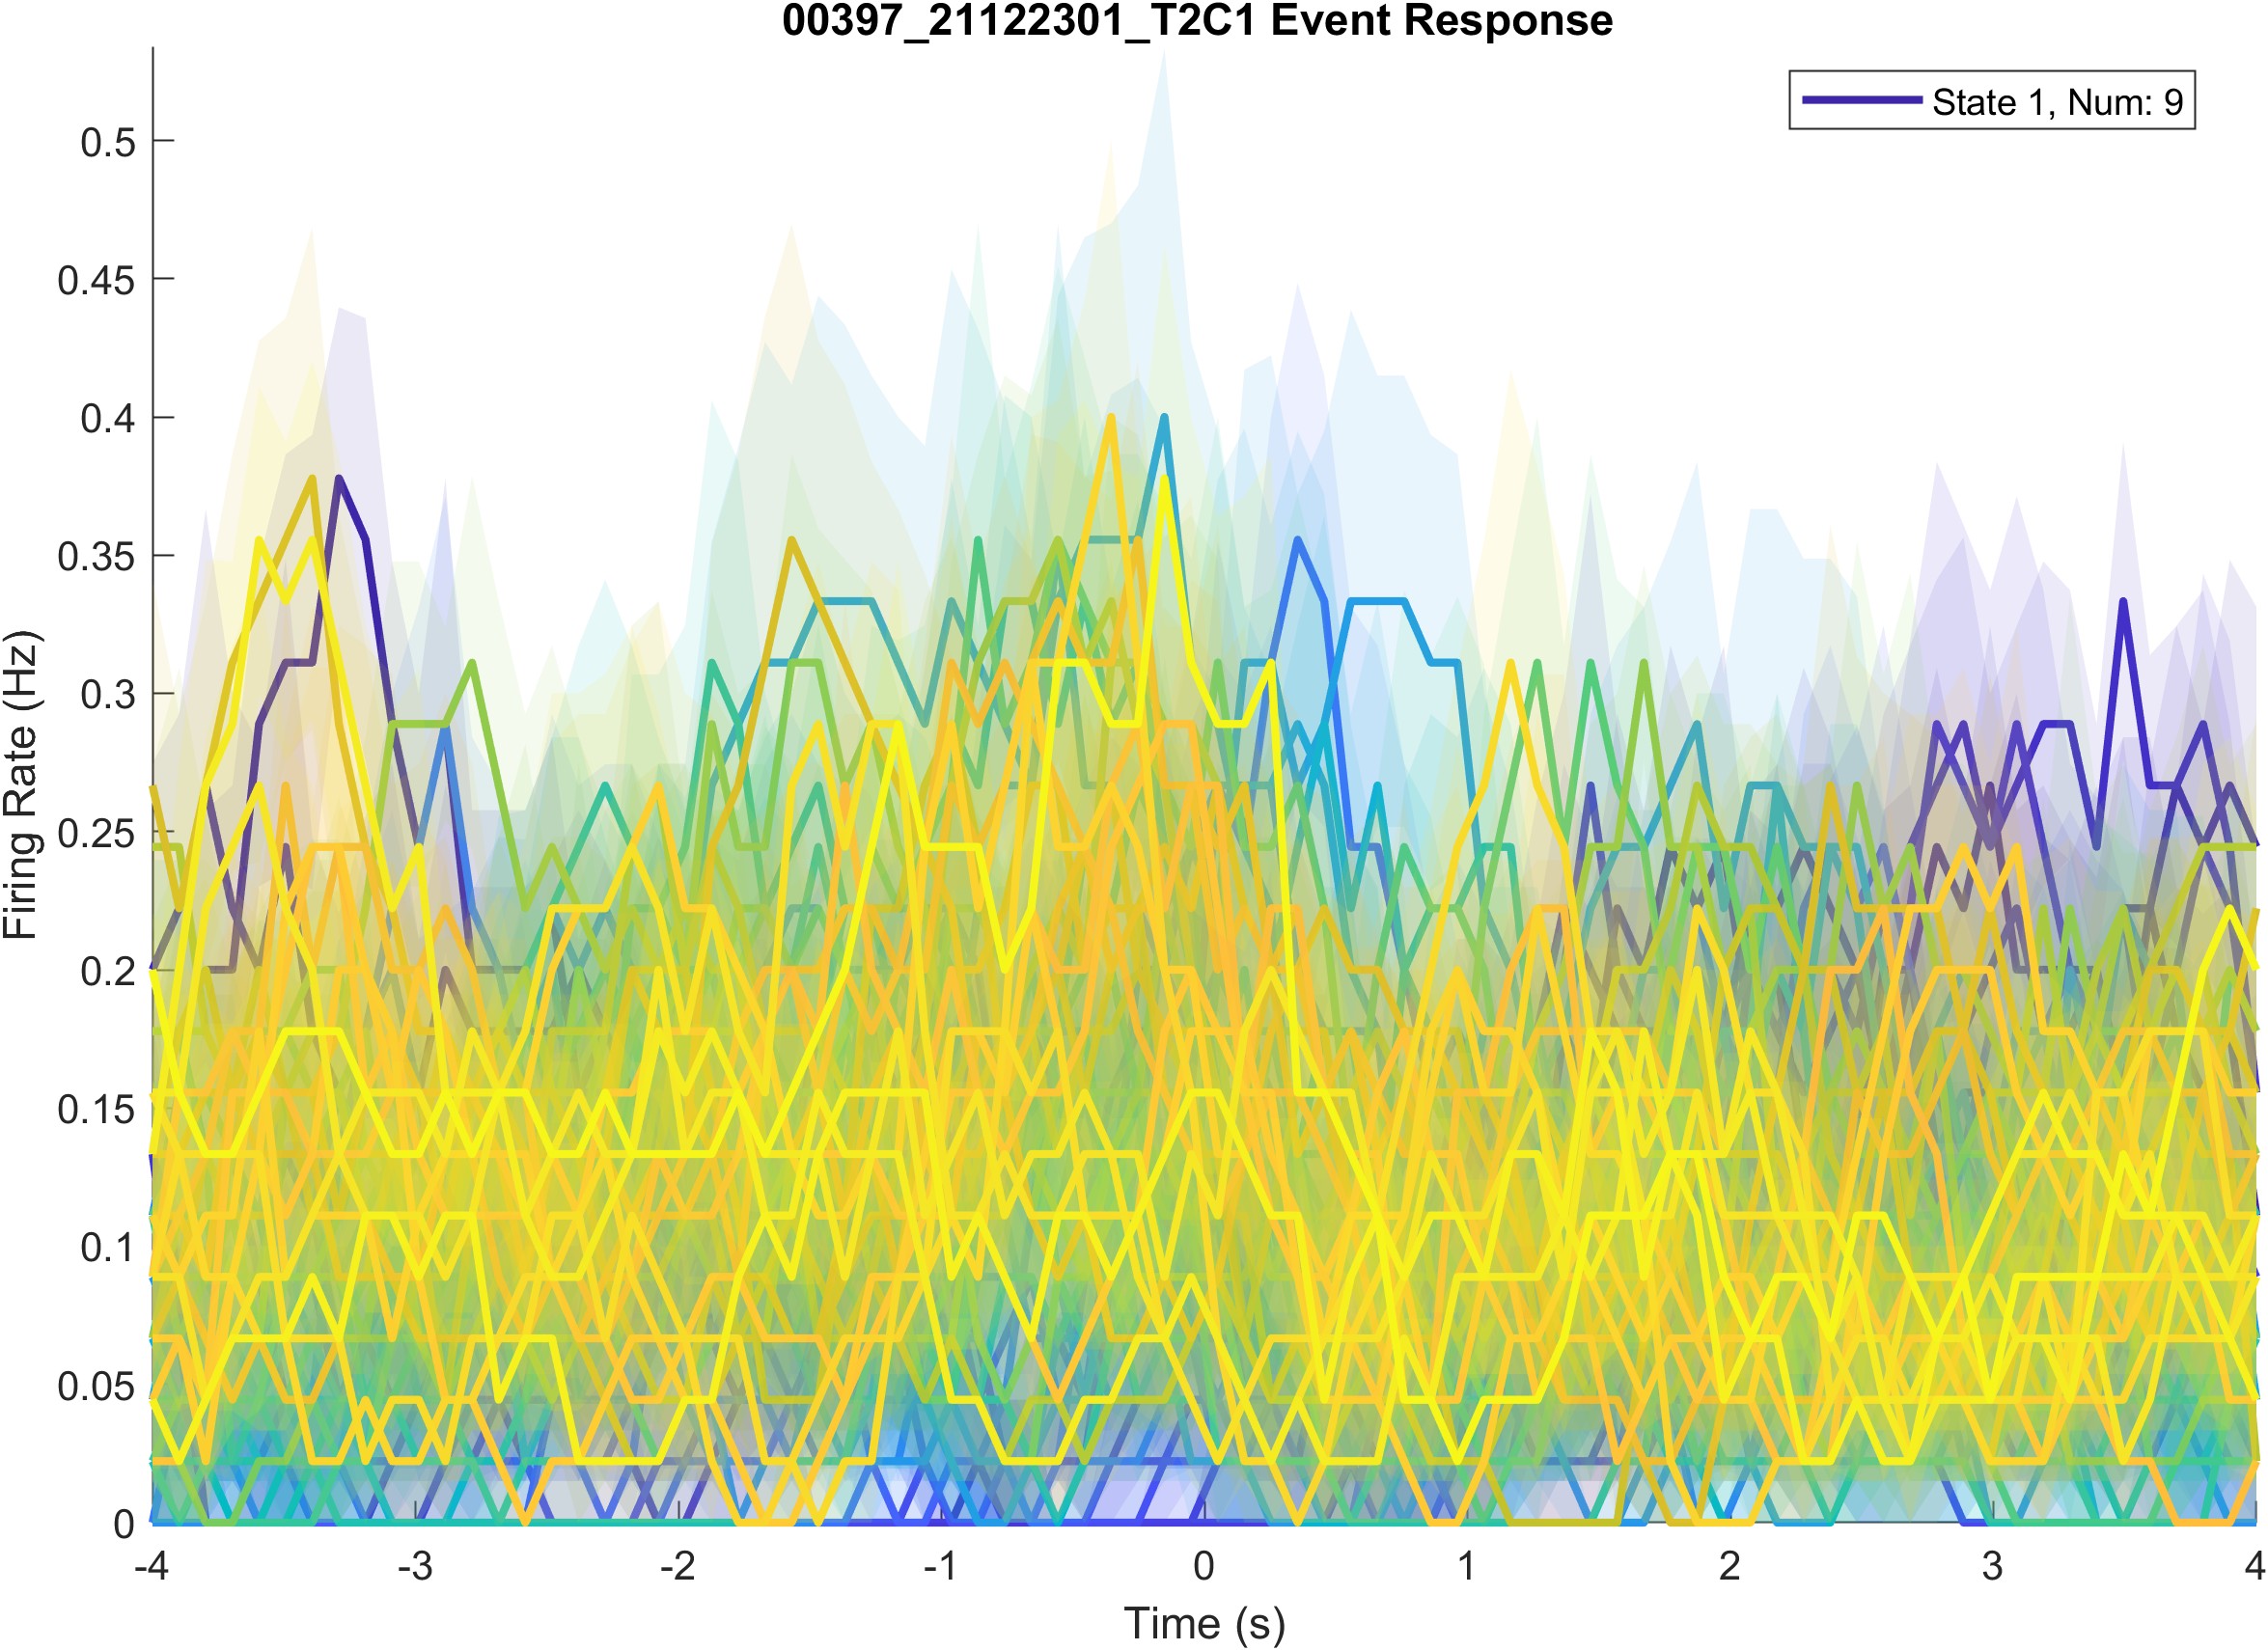 00397_21122301_T2C1 Event Response
State 1, Num: 9
0.5
0.45
0.4
0.35
0.3
0.25
0.2
0.15
0.1
0.05
0
Firing Rate (Hz)
-4 -3 -2 -1 0 1 2 3 4
Time (s)